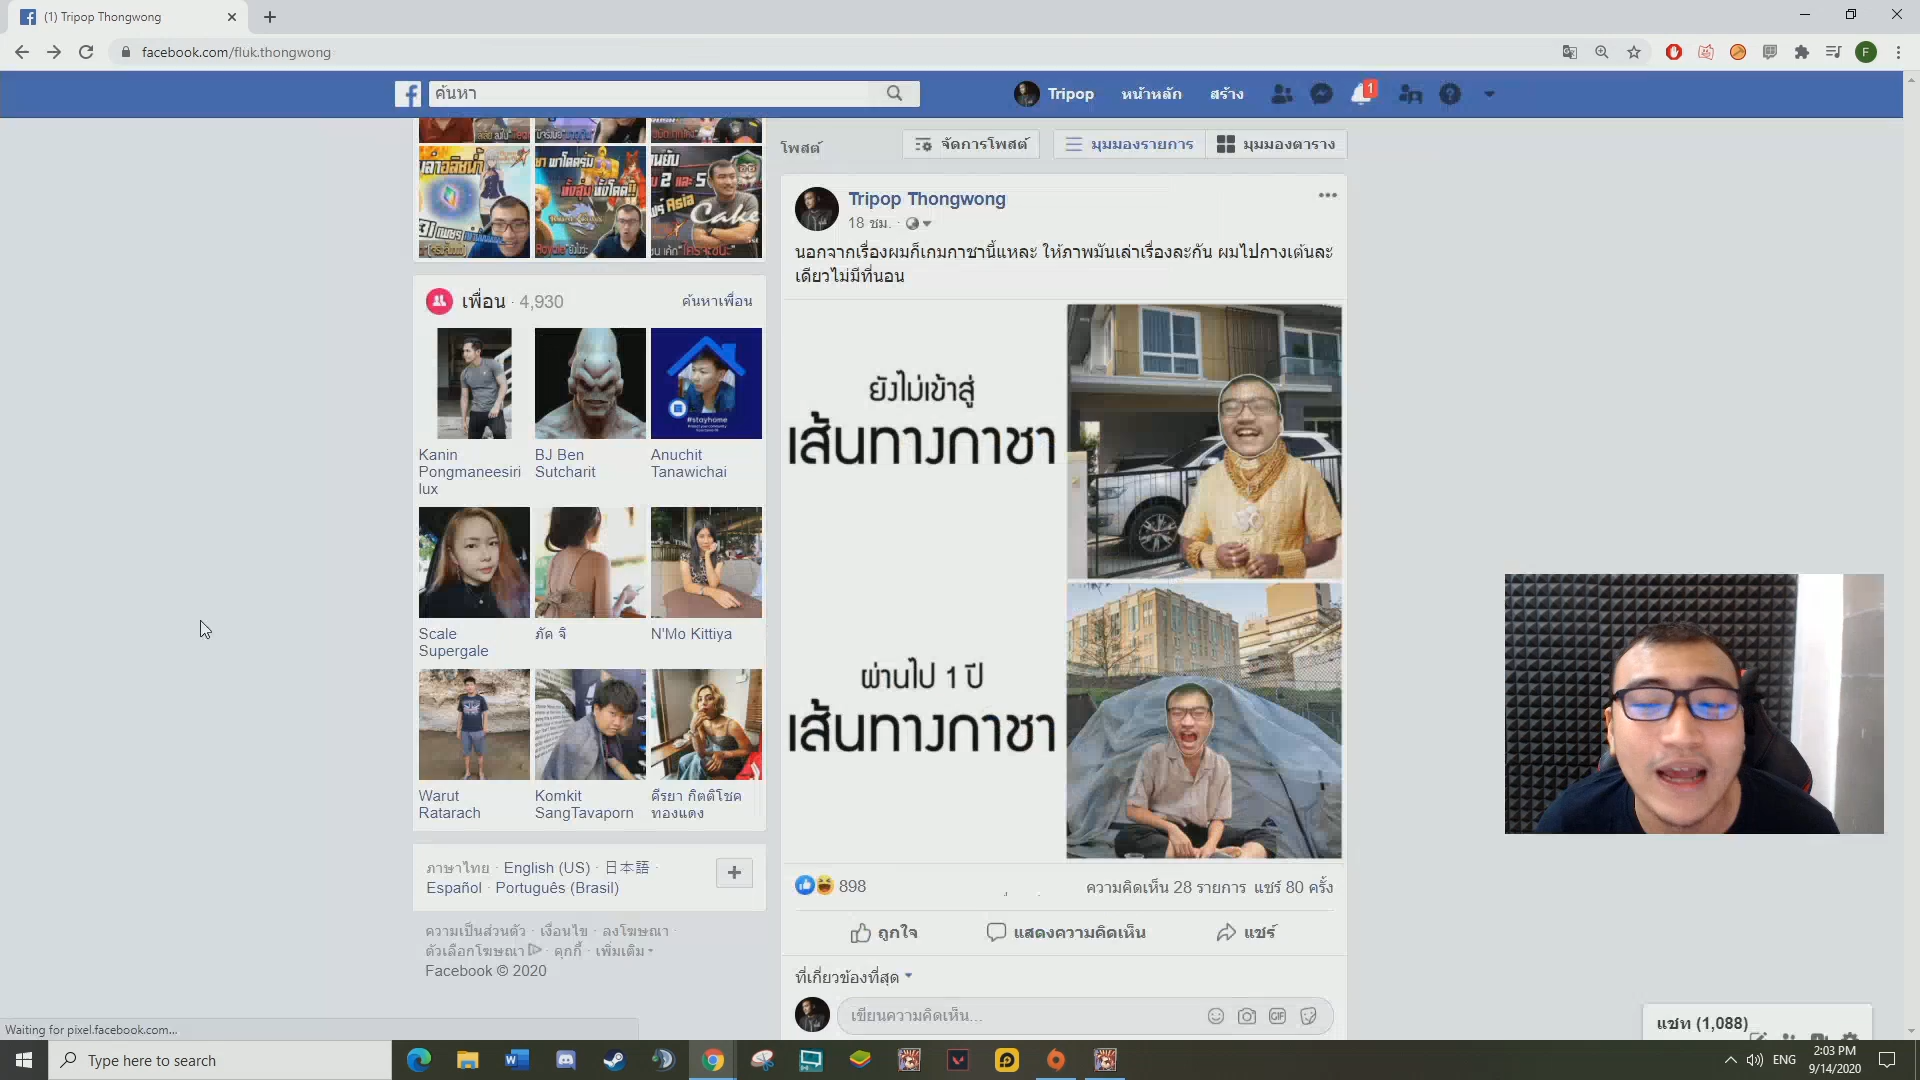 (1) Tripop Thongwong
facebook.com/fluk.thongwong
F
ค้นหา
Tripop
หน้าหลัก
สร้าง
1
โพสต์
จัดการโพสต์
มุมมองรายการ
มุมมองตาราง
Tripop Thongwong
18 ชม.
นอกจากเรื่องผมก็เกมกาชานี้แหละ ให้ภาพมันเล่าเรื่องละกัน ผมไปกางเต้นละ
เดียวไม่มีที่นอน
ยังไม่เข้าสู่
เส้นทางกาชา
ผ่านไป 1 ปี
เส้นทางกาชา
898
ความคิดเห็น 28 รายการ แชร์ 80 ครั้ง
ถูกใจ
แสดงความคิดเห็น
แชร์
ที่เกี่ยวข้องที่สุด
เขียนความคิดเห็น...
GIF
Asia
Cake
เพื่อน · 4,930
ค้นหาเพื่อน
#stayhome
Kanin
Pongmaneesiri
lux
BJ Ben
Sutcharit
Anuchit
Tanawichai
Scale
Supergale
ภัค จิ
N'Mo Kittiya
Warut
Ratarach
Komkit
SangTavaporn
คีรยา กิตติโชค
ทองแดง
ภาษาไทย · English (US) · 日本語 ·
Español · Português (Brasil)
ความเป็นส่วนตัว · เงื่อนไข · ลงโฆษณา ·
ตัวเลือกโฆษณา · คุกกี้ · เพิ่มเติม
Facebook © 2020
แชท (1,088)
Waiting for pixel.facebook.com...
Type here to search
ENG
2:03 PM
9/14/2020